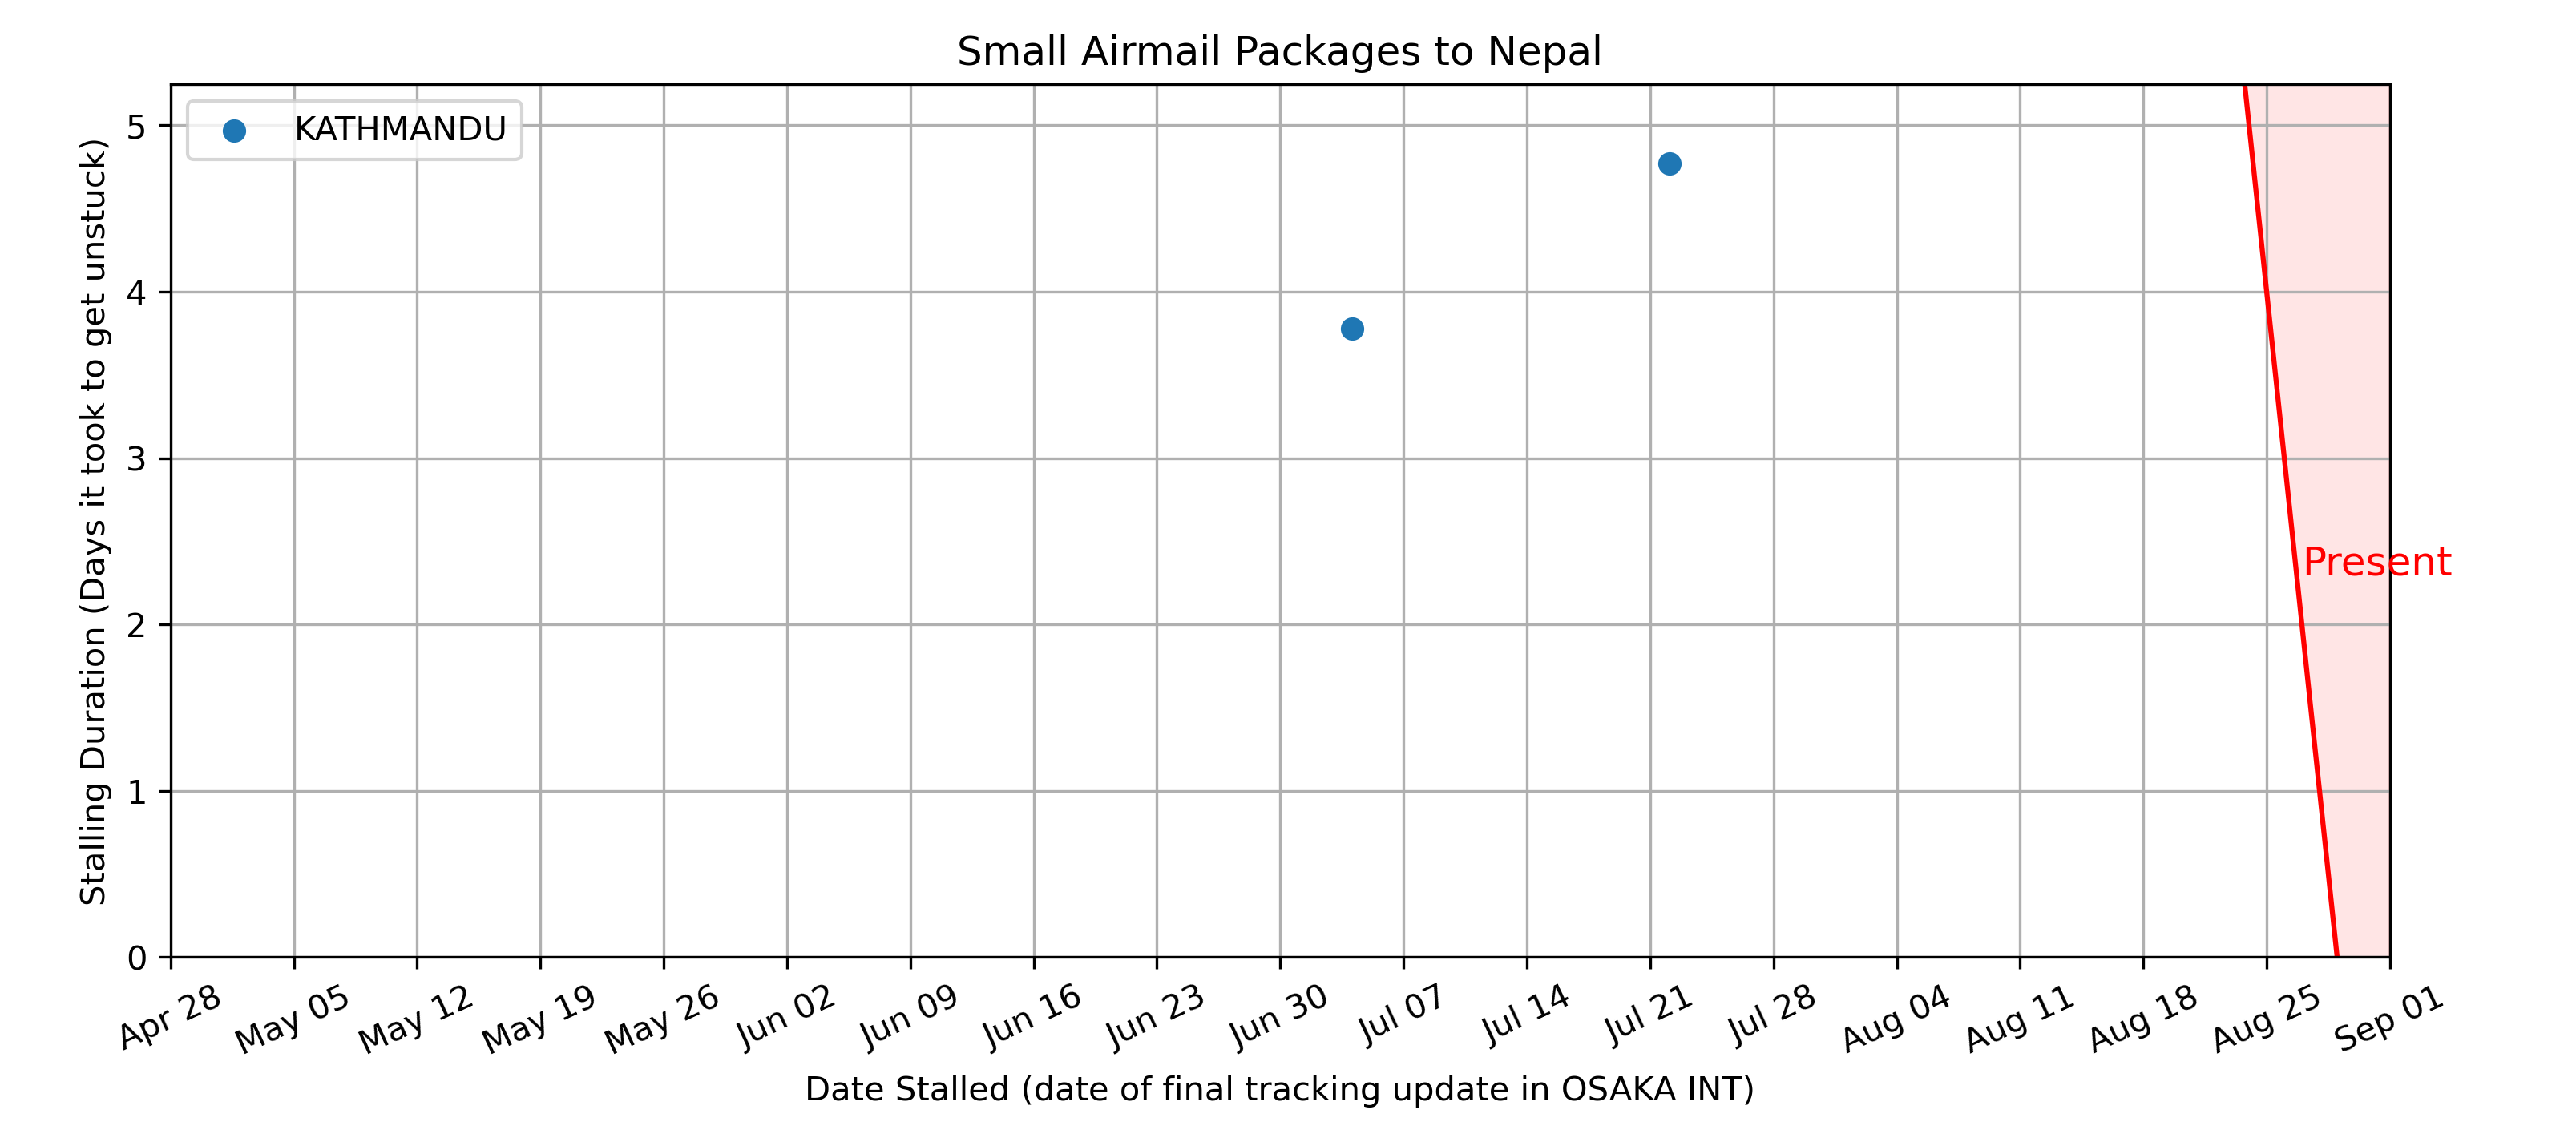 Small Airmail Packages to Nepal
KATHMANDU
Stalling Duration (Days it took to get unstuck)
5
4
3
2
1
0
Present
Apr 28
May 05
May 12
May 19
May 26
Jun 02
Jun 09
Jun 16
Jun 23
Jun 30
Jul 07
Jul 14
Jul 21
Jul 28
Aug 04
Aug 11
Aug 18
Aug 25
Sep 01
Date Stalled (date of final tracking update in OSAKA INT)